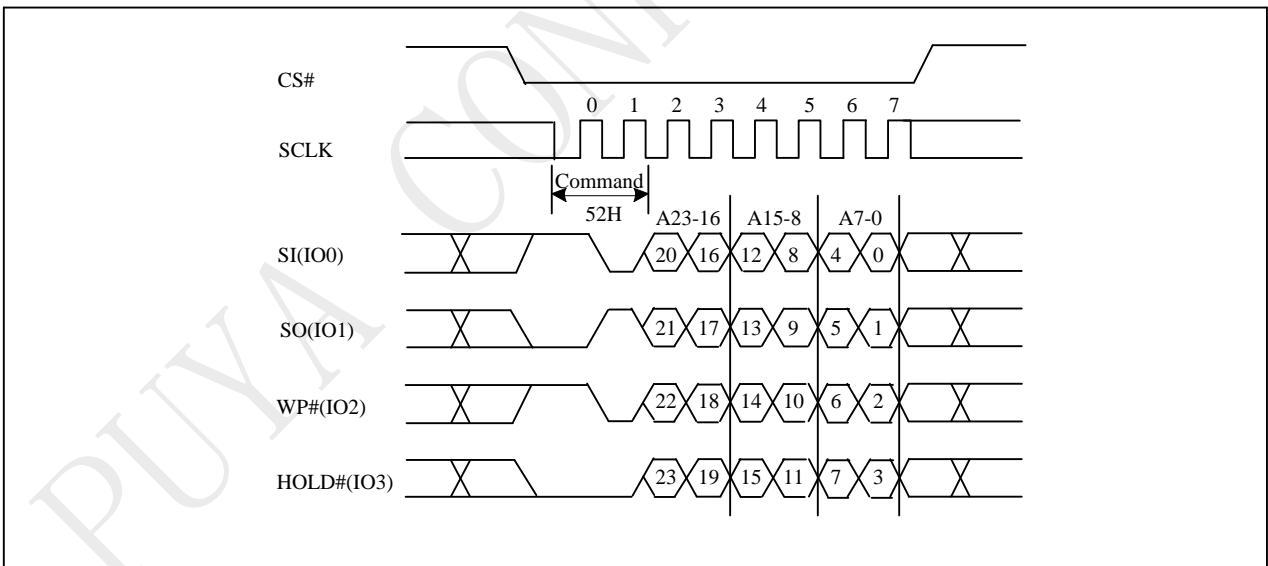 CS#
0 1 2 3 4 5 6 7
SCLK
Command
52H
A23-16 A15-8 A7-0
SI(IO0) 20 16 12 8 4 0
SO(IO1) 21 17 13 9 5 1
WP#(IO2) 22 18 14 10 6 2
HOLD#(IO3) 23 19 15 11 7 3
PUYA CON